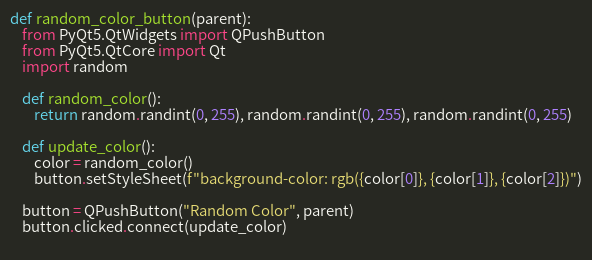 def random_color_button(parent):
    from PyQt5.QtWidgets import QPushButton
    from PyQt5.QtCore import Qt
    import random

    def random_color():
        return random.randint(0, 255), random.randint(0, 255), random.randint(0, 255)

    def update_color():
        color = random_color()
        button.setStyleSheet(f"background-color: rgb({color[0]}, {color[1]}, {color[2]})")

    button = QPushButton("Random Color", parent)
    button.clicked.connect(update_color)